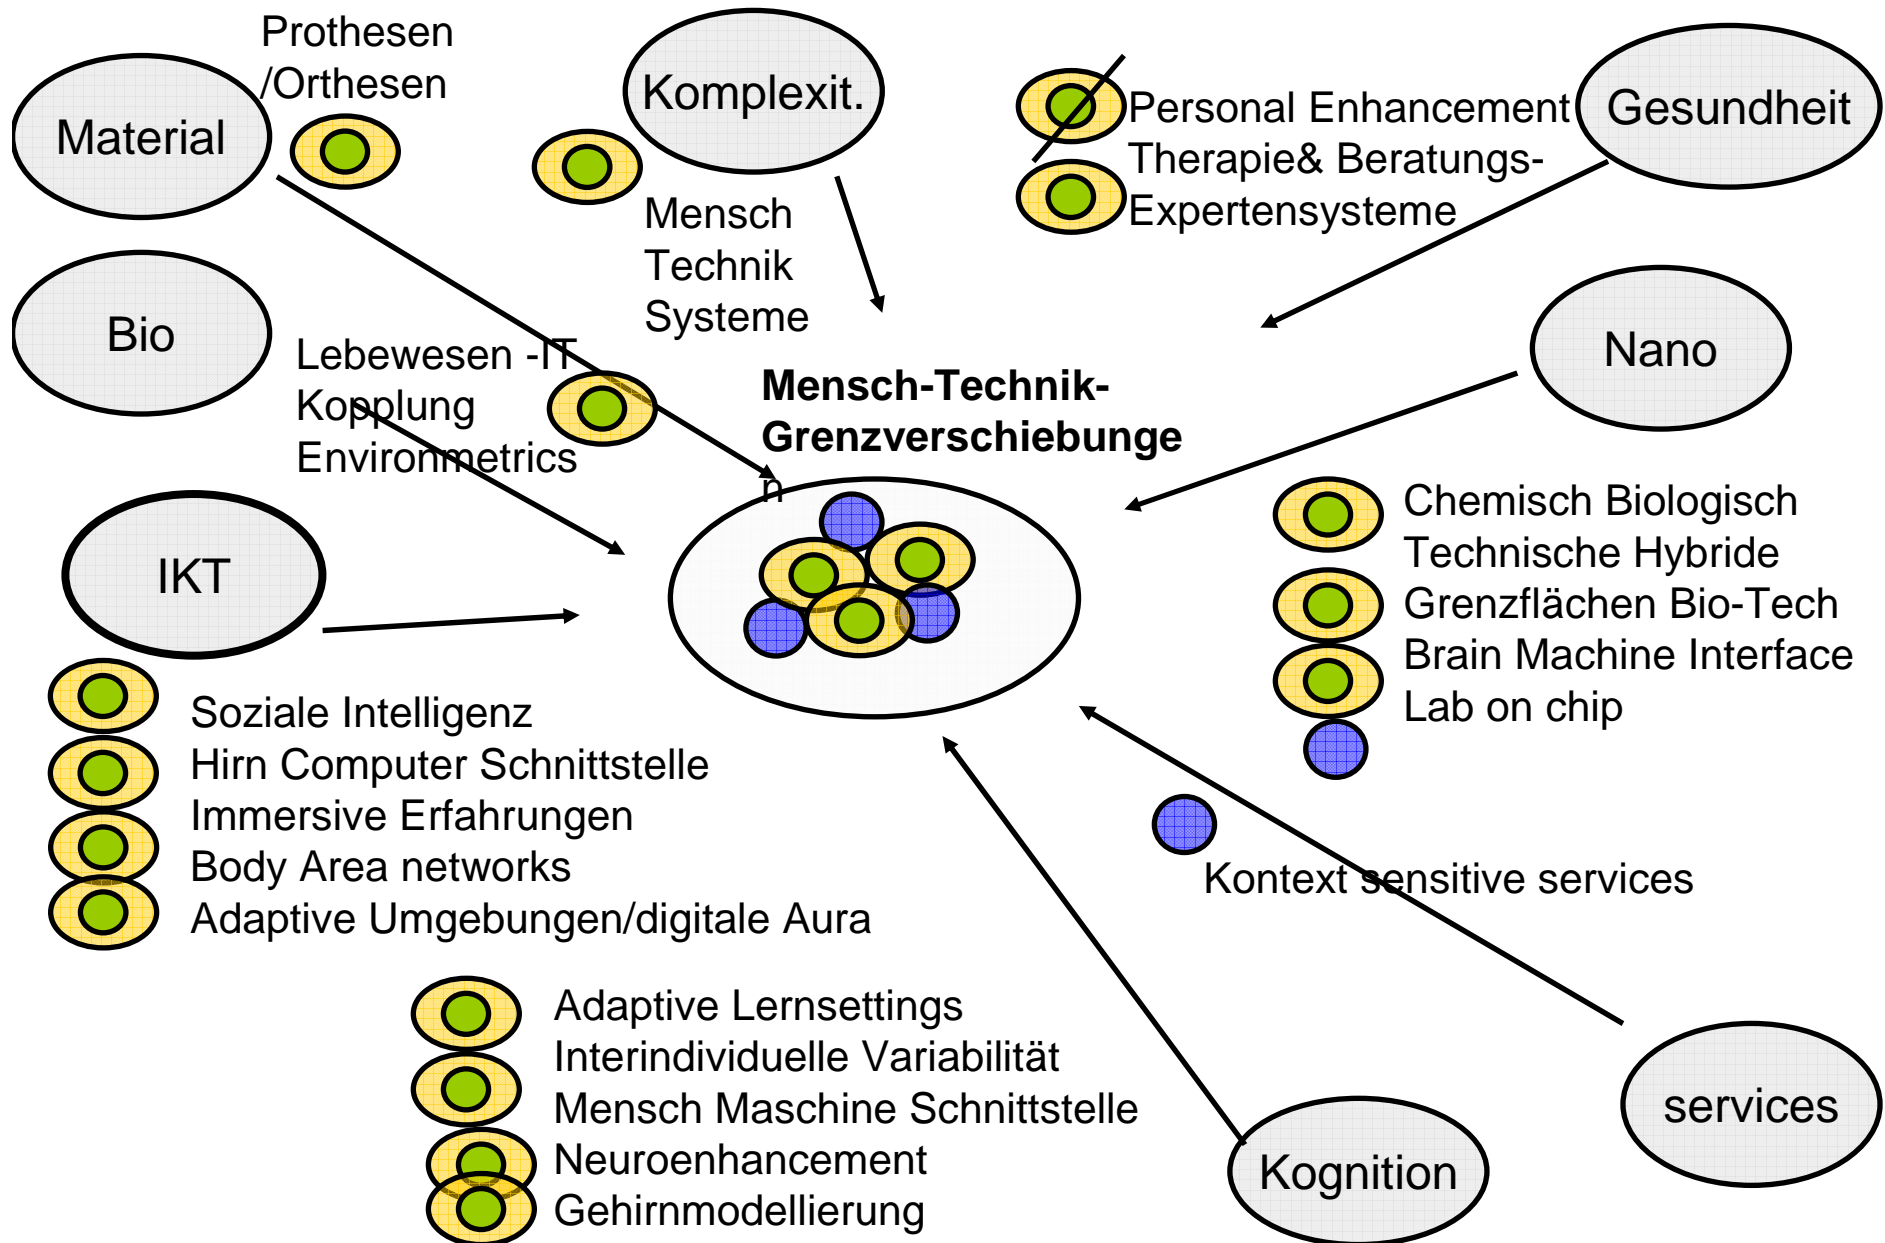 Prothesen
/Orthesen
Material
Komplexit.
Personal Enhancement
Therapie& Beratungs-
Expertensysteme
Gesundheit
Mensch
Technik
Systeme
Bio
Lebewesen -IT
Kopplung
Environmetrics
Nano
Mensch-Technik-
Grenzverschiebunge
n
IKT
Chemisch Biologisch
Technische Hybride
Grenzflächen Bio-Tech
Brain Machine Interface
Lab on chip
Soziale Intelligenz
Hirn Computer Schnittstelle
Immersive Erfahrungen
Body Area networks
Adaptive Umgebungen/digitale Aura
Kontext sensitive services
Adaptive Lernsettings
Interindividuelle Variabilität
Mensch Maschine Schnittstelle
Neuroenhancement
Gehirnmodellierung
Kognition
services